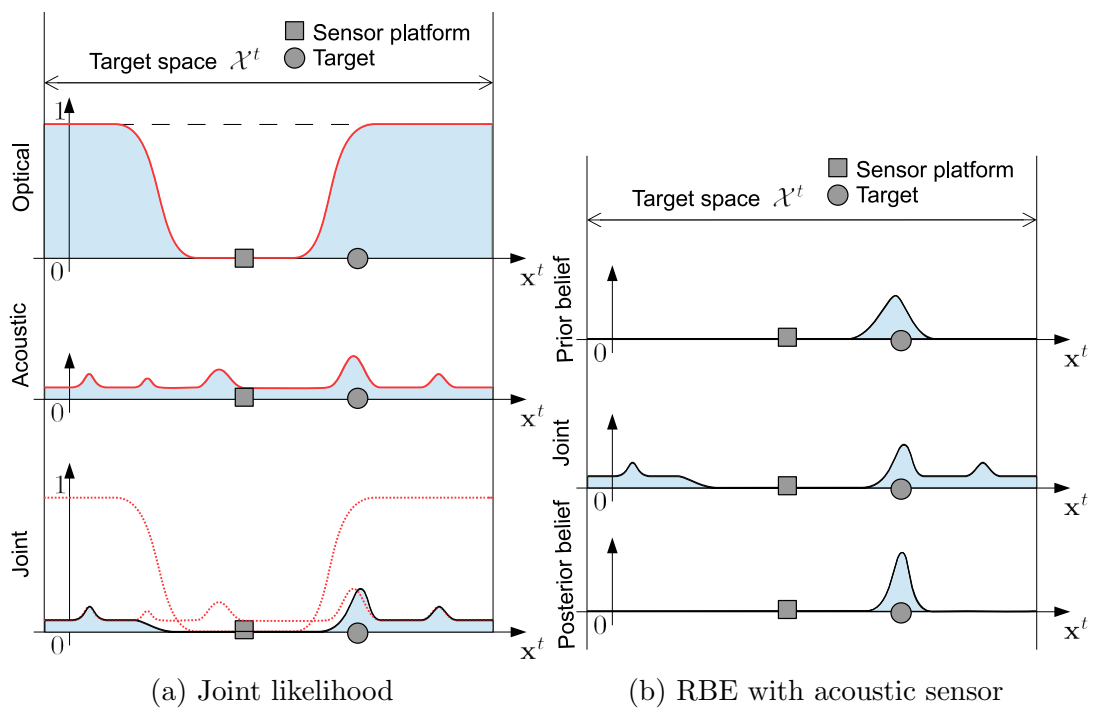 Sensor platform
Target space 𝒳ᵗ
Target
1
Optical
0
𝐱ᵗ
Acoustic
0
𝐱ᵗ
1
Joint
0
𝐱ᵗ
(a) Joint likelihood
Sensor platform
Target space 𝒳ᵗ
Target
Prior belief
0
𝐱ᵗ
Joint
0
𝐱ᵗ
Posterior belief
0
𝐱ᵗ
(b) RBE with acoustic sensor